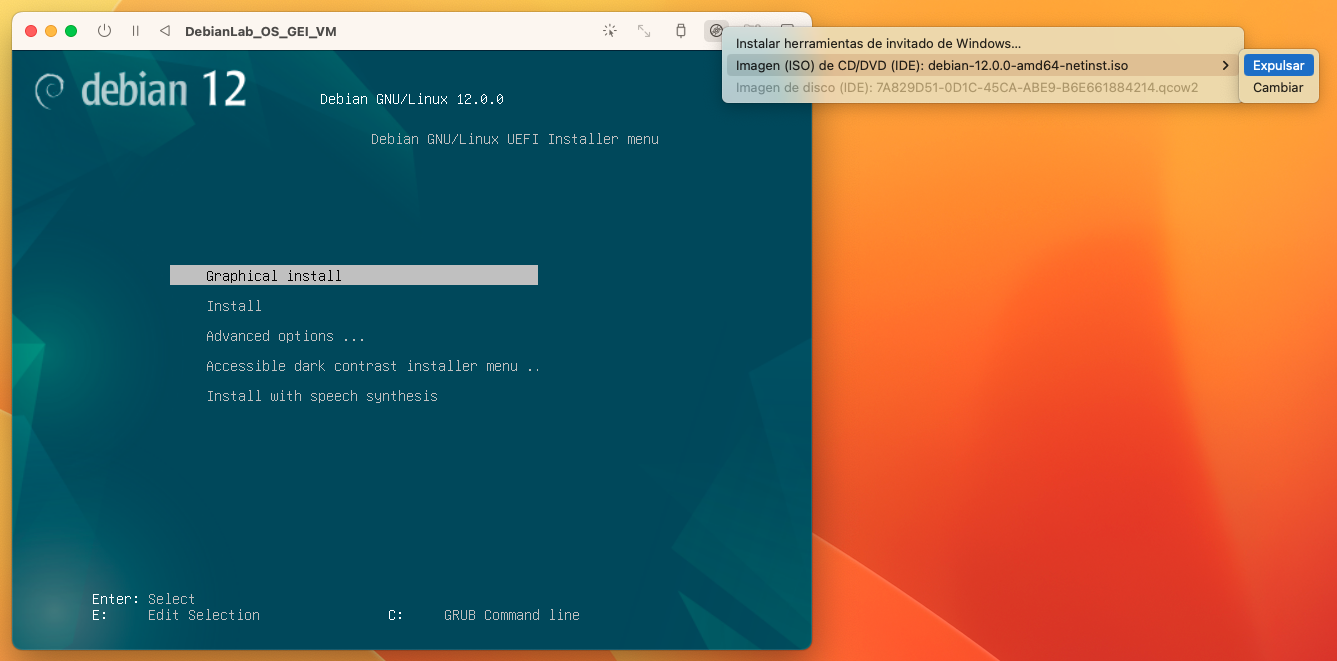 DebianLab_OS_GEI_VM
Instalar herramientas de invitado de Windows...
Imagen (ISO) de CD/DVD (IDE): debian-12.0.0-amd64-netinst.iso
Expulsar
Imagen de disco (IDE): 7A829D51-0D1C-45CA-ABE9-B6E661884214.qcow2
Cambiar
debian 12
Debian GNU/Linux 12.0.0
Debian GNU/Linux UEFI Installer menu
Graphical install
Install
Advanced options ...
Accessible dark contrast installer menu ..
Install with speech synthesis
Enter: Select
E: Edit Selection
C: GRUB Command line